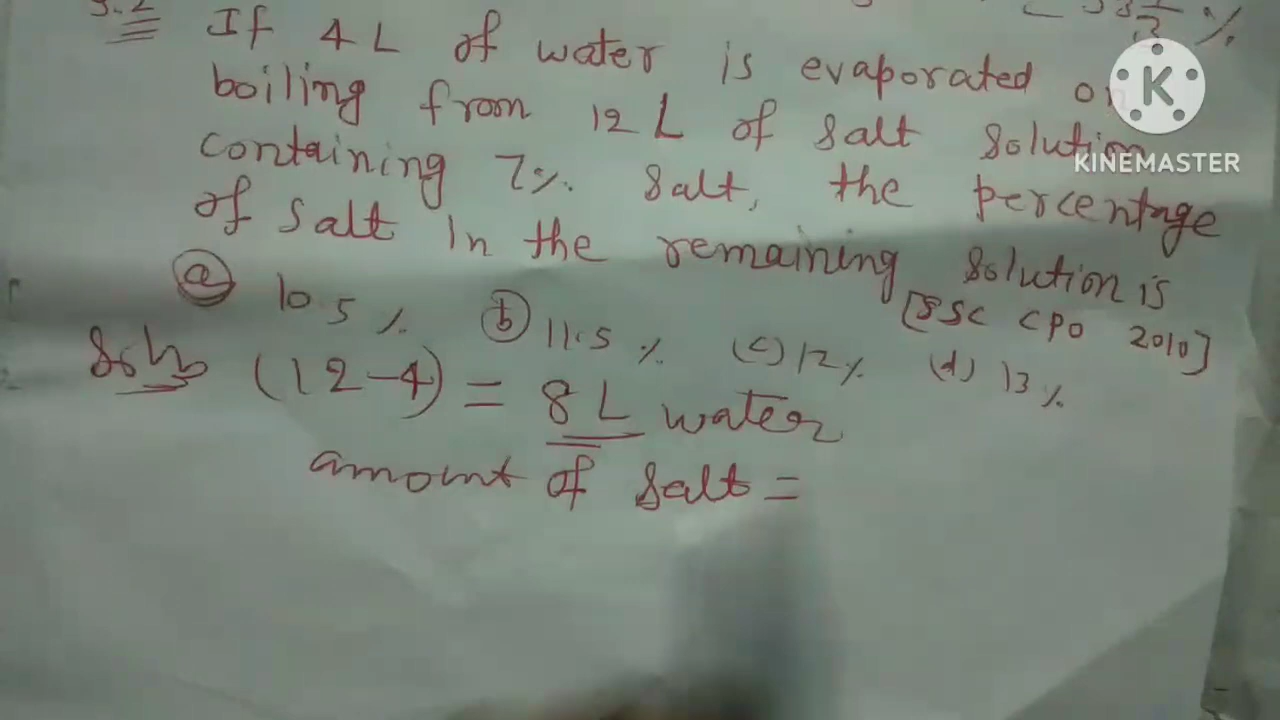 If 4 L of water is evaporated on
boiling from 12 L of salt solution
containing 7% salt, the percentage
of salt in the remaining solution is
[SSC CPO 2010]
(a) 10.5 % (b) 11.5 % (c) 12% (d) 13 %
Soln (12-4) = 8 L water
amount of salt =
K
KINEMASTER